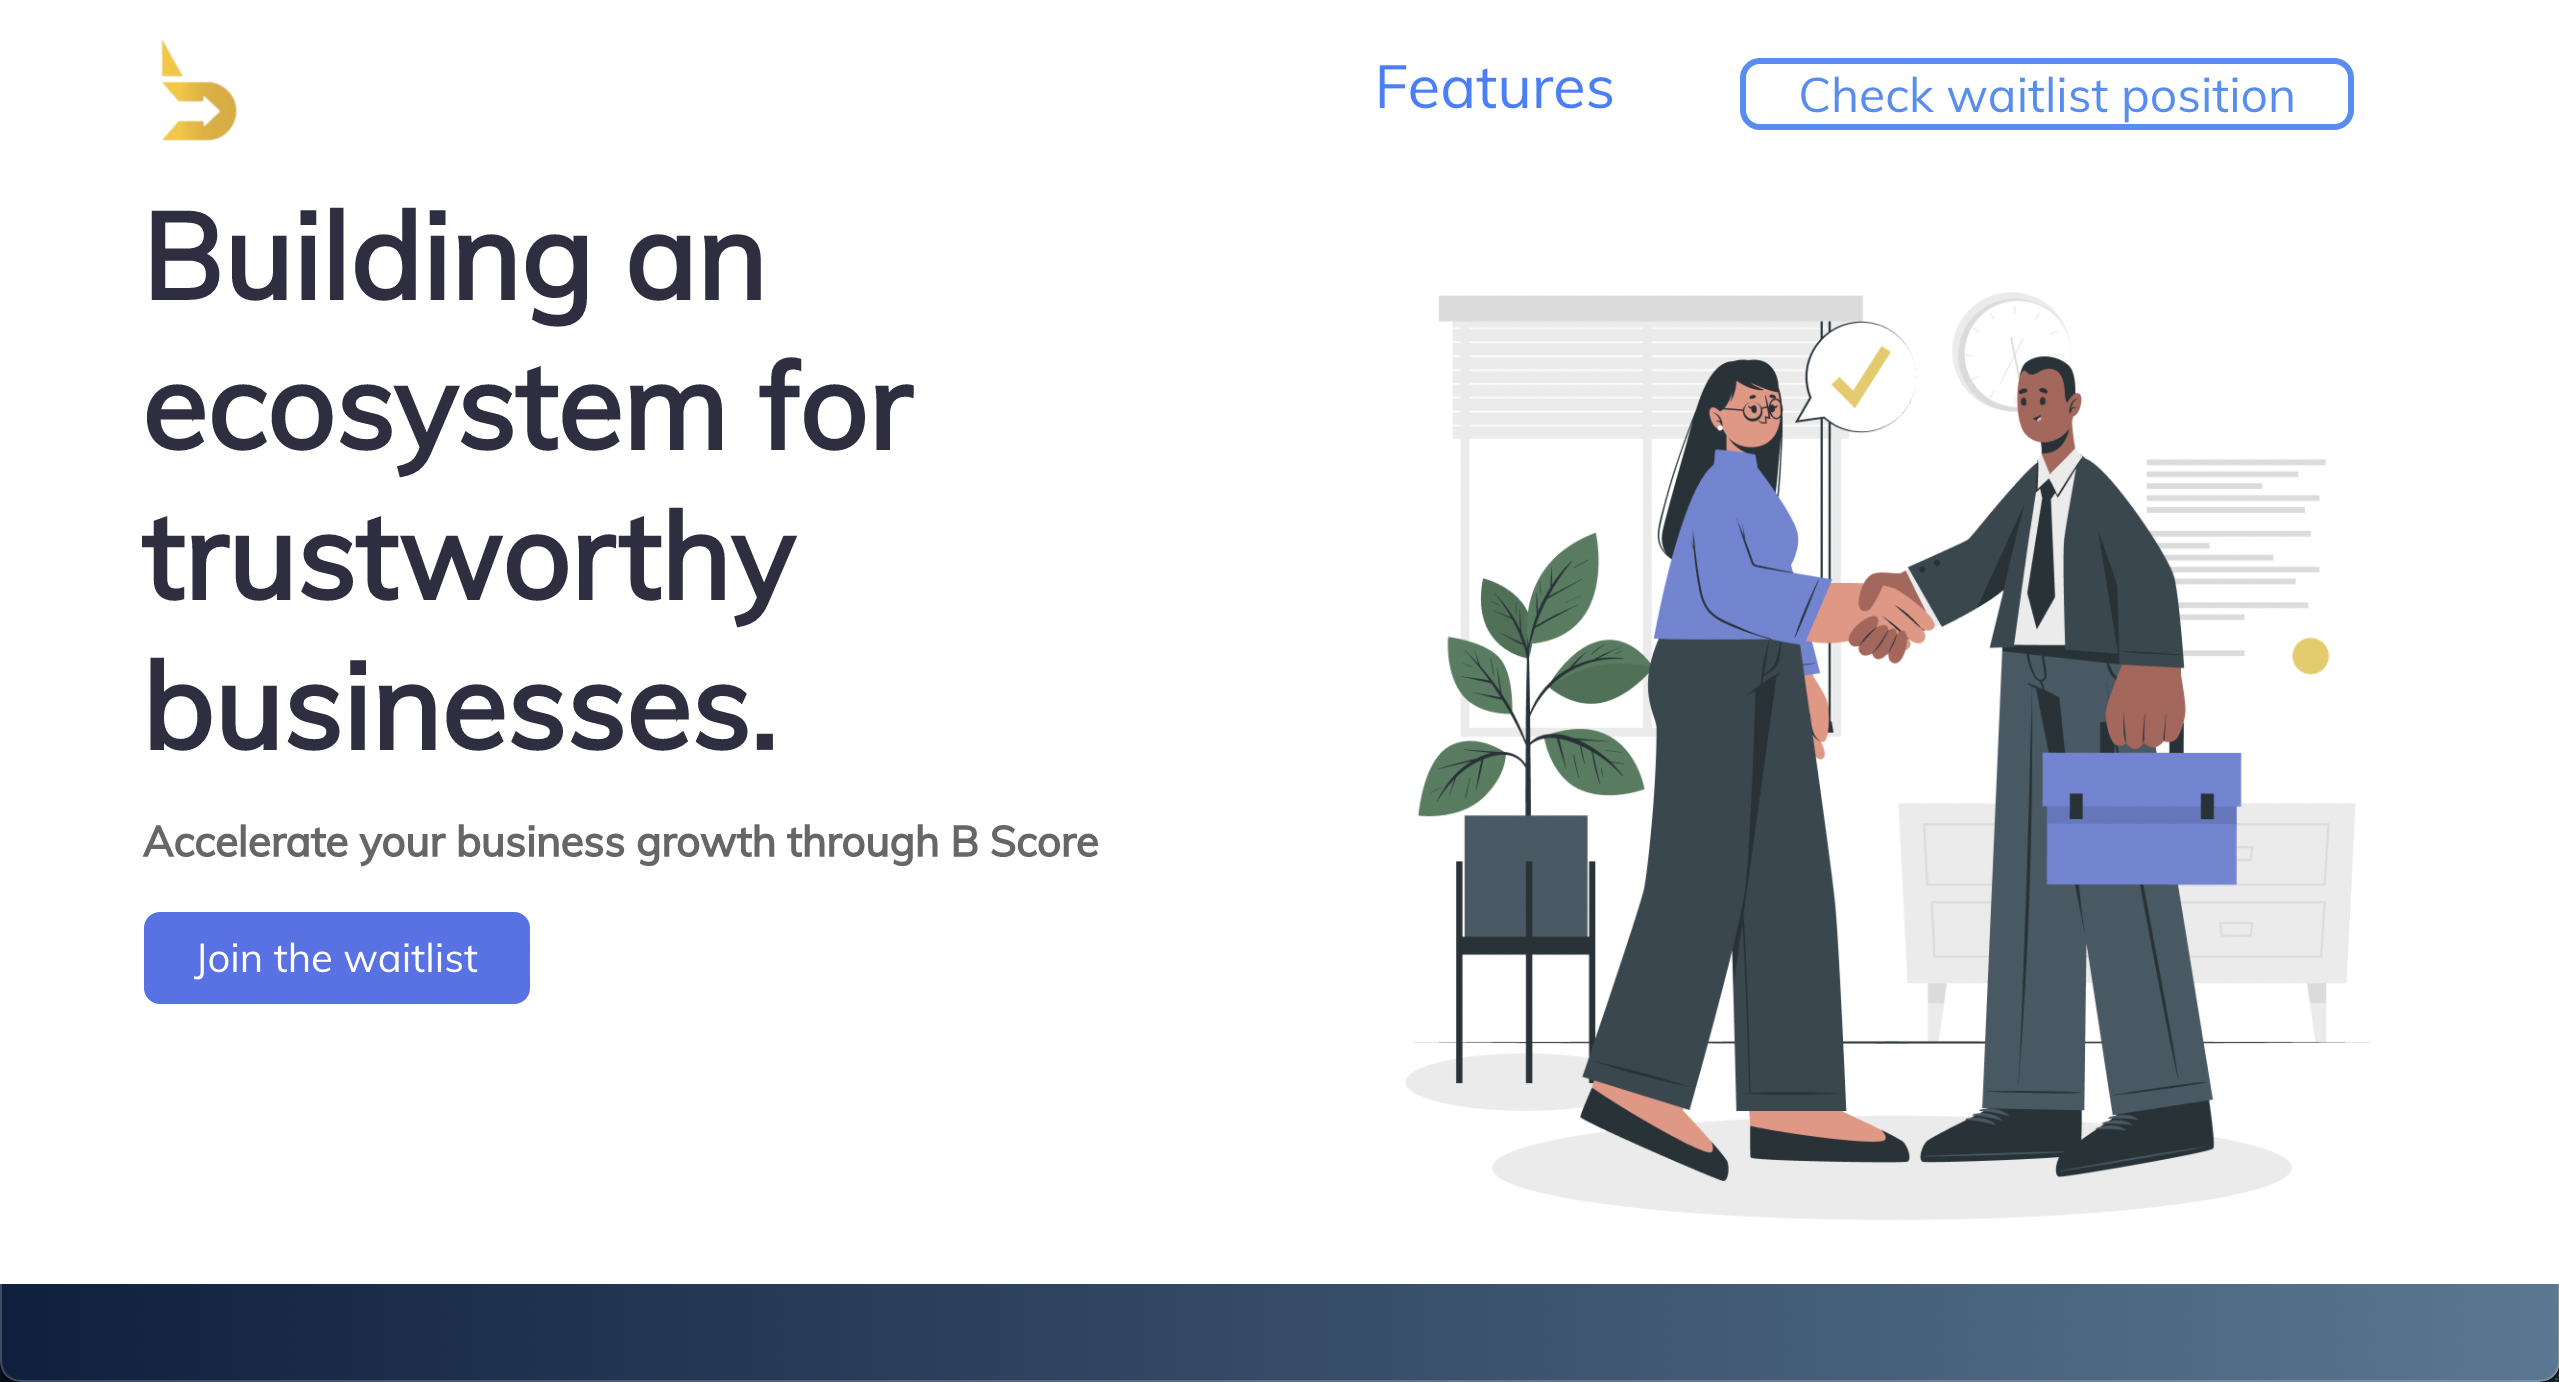 Features
Check waitlist position
Building an
ecosystem for
trustworthy
businesses.
Accelerate your business growth through B Score
Join the waitlist